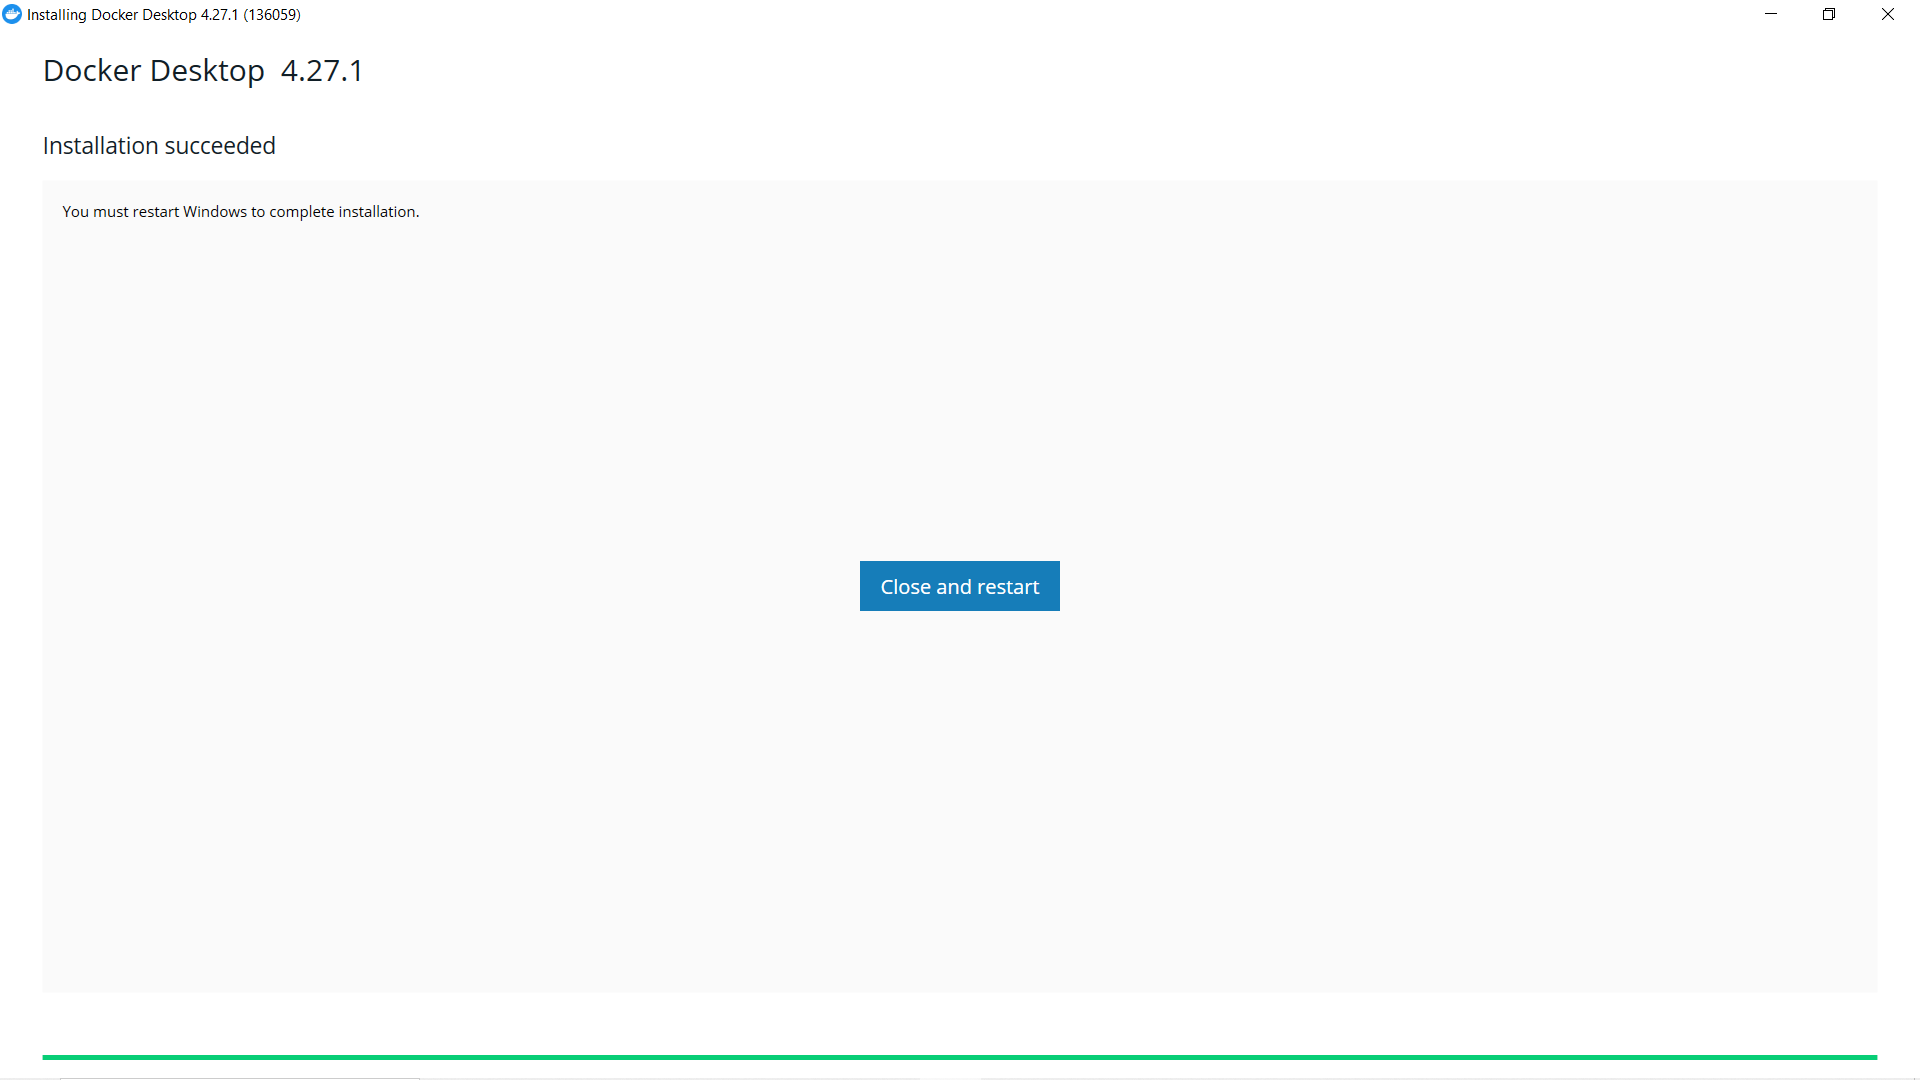 Installing Docker Desktop 4.27.1 (136059)
Docker Desktop  4.27.1
Installation succeeded
You must restart Windows to complete installation.
Close and restart